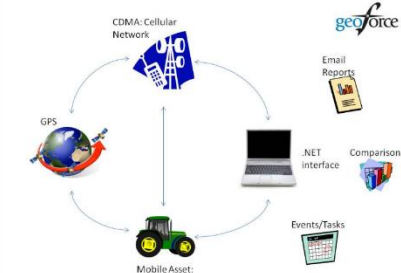 CDMA: Cellular
Network
geoforce
Email
Reports
GPS
.NET
interface
Comparison
Events/Tasks
Mobile Asset: